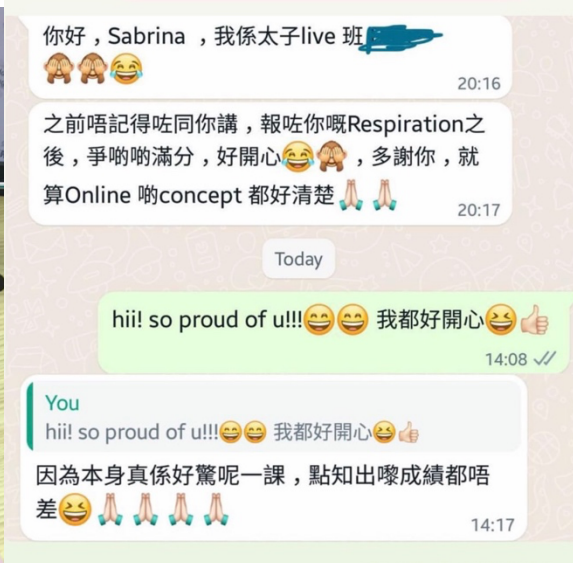 你好，Sabrina ，我係太子live 班
🙈🙈😂
20:16
之前唔記得咗同你講，報咗你嘅Respiration之
後，爭啲啲滿分，好開心😂🙈，多謝你，就
算Online 啲concept 都好清楚🙏🏻🙏🏻
20:17
Today
hii! so proud of u!!!😄😄 我都好開心😆👍🏻
14:08
You
hii! so proud of u!!!😄😄 我都好開心😆👍🏻
因為本身真係好驚呢一課，點知出嚟成績都唔
差😆🙏🏻🙏🏻🙏🏻🙏🏻
14:17